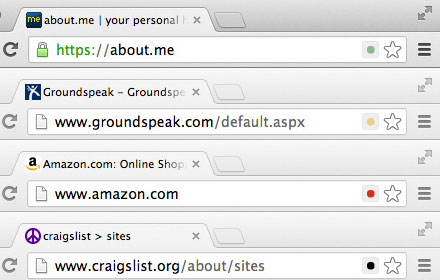 me about.me | your personal h
https://about.me
Groundspeak – Groundspe
www.groundspeak.com/default.aspx
a Amazon.com: Online Shop
www.amazon.com
craigslist > sites
www.craigslist.org/about/sites